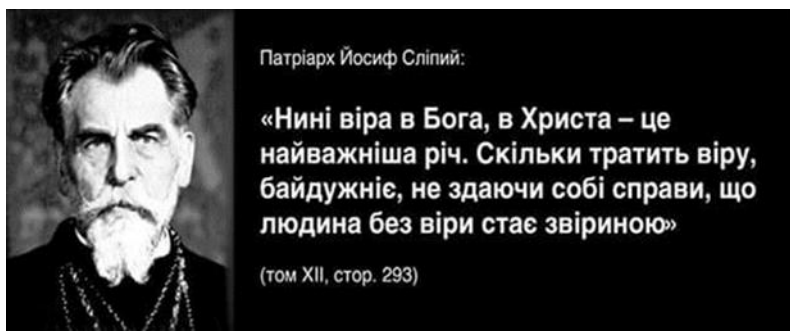 Патріарх Йосиф Сліпий:
«Нині віра в Бога, в Христа – це
найважніша річ. Скільки тратить віру,
байдужніє, не здаючи собі справи, що
людина без віри стає звіриною»
(том XII, стор. 293)